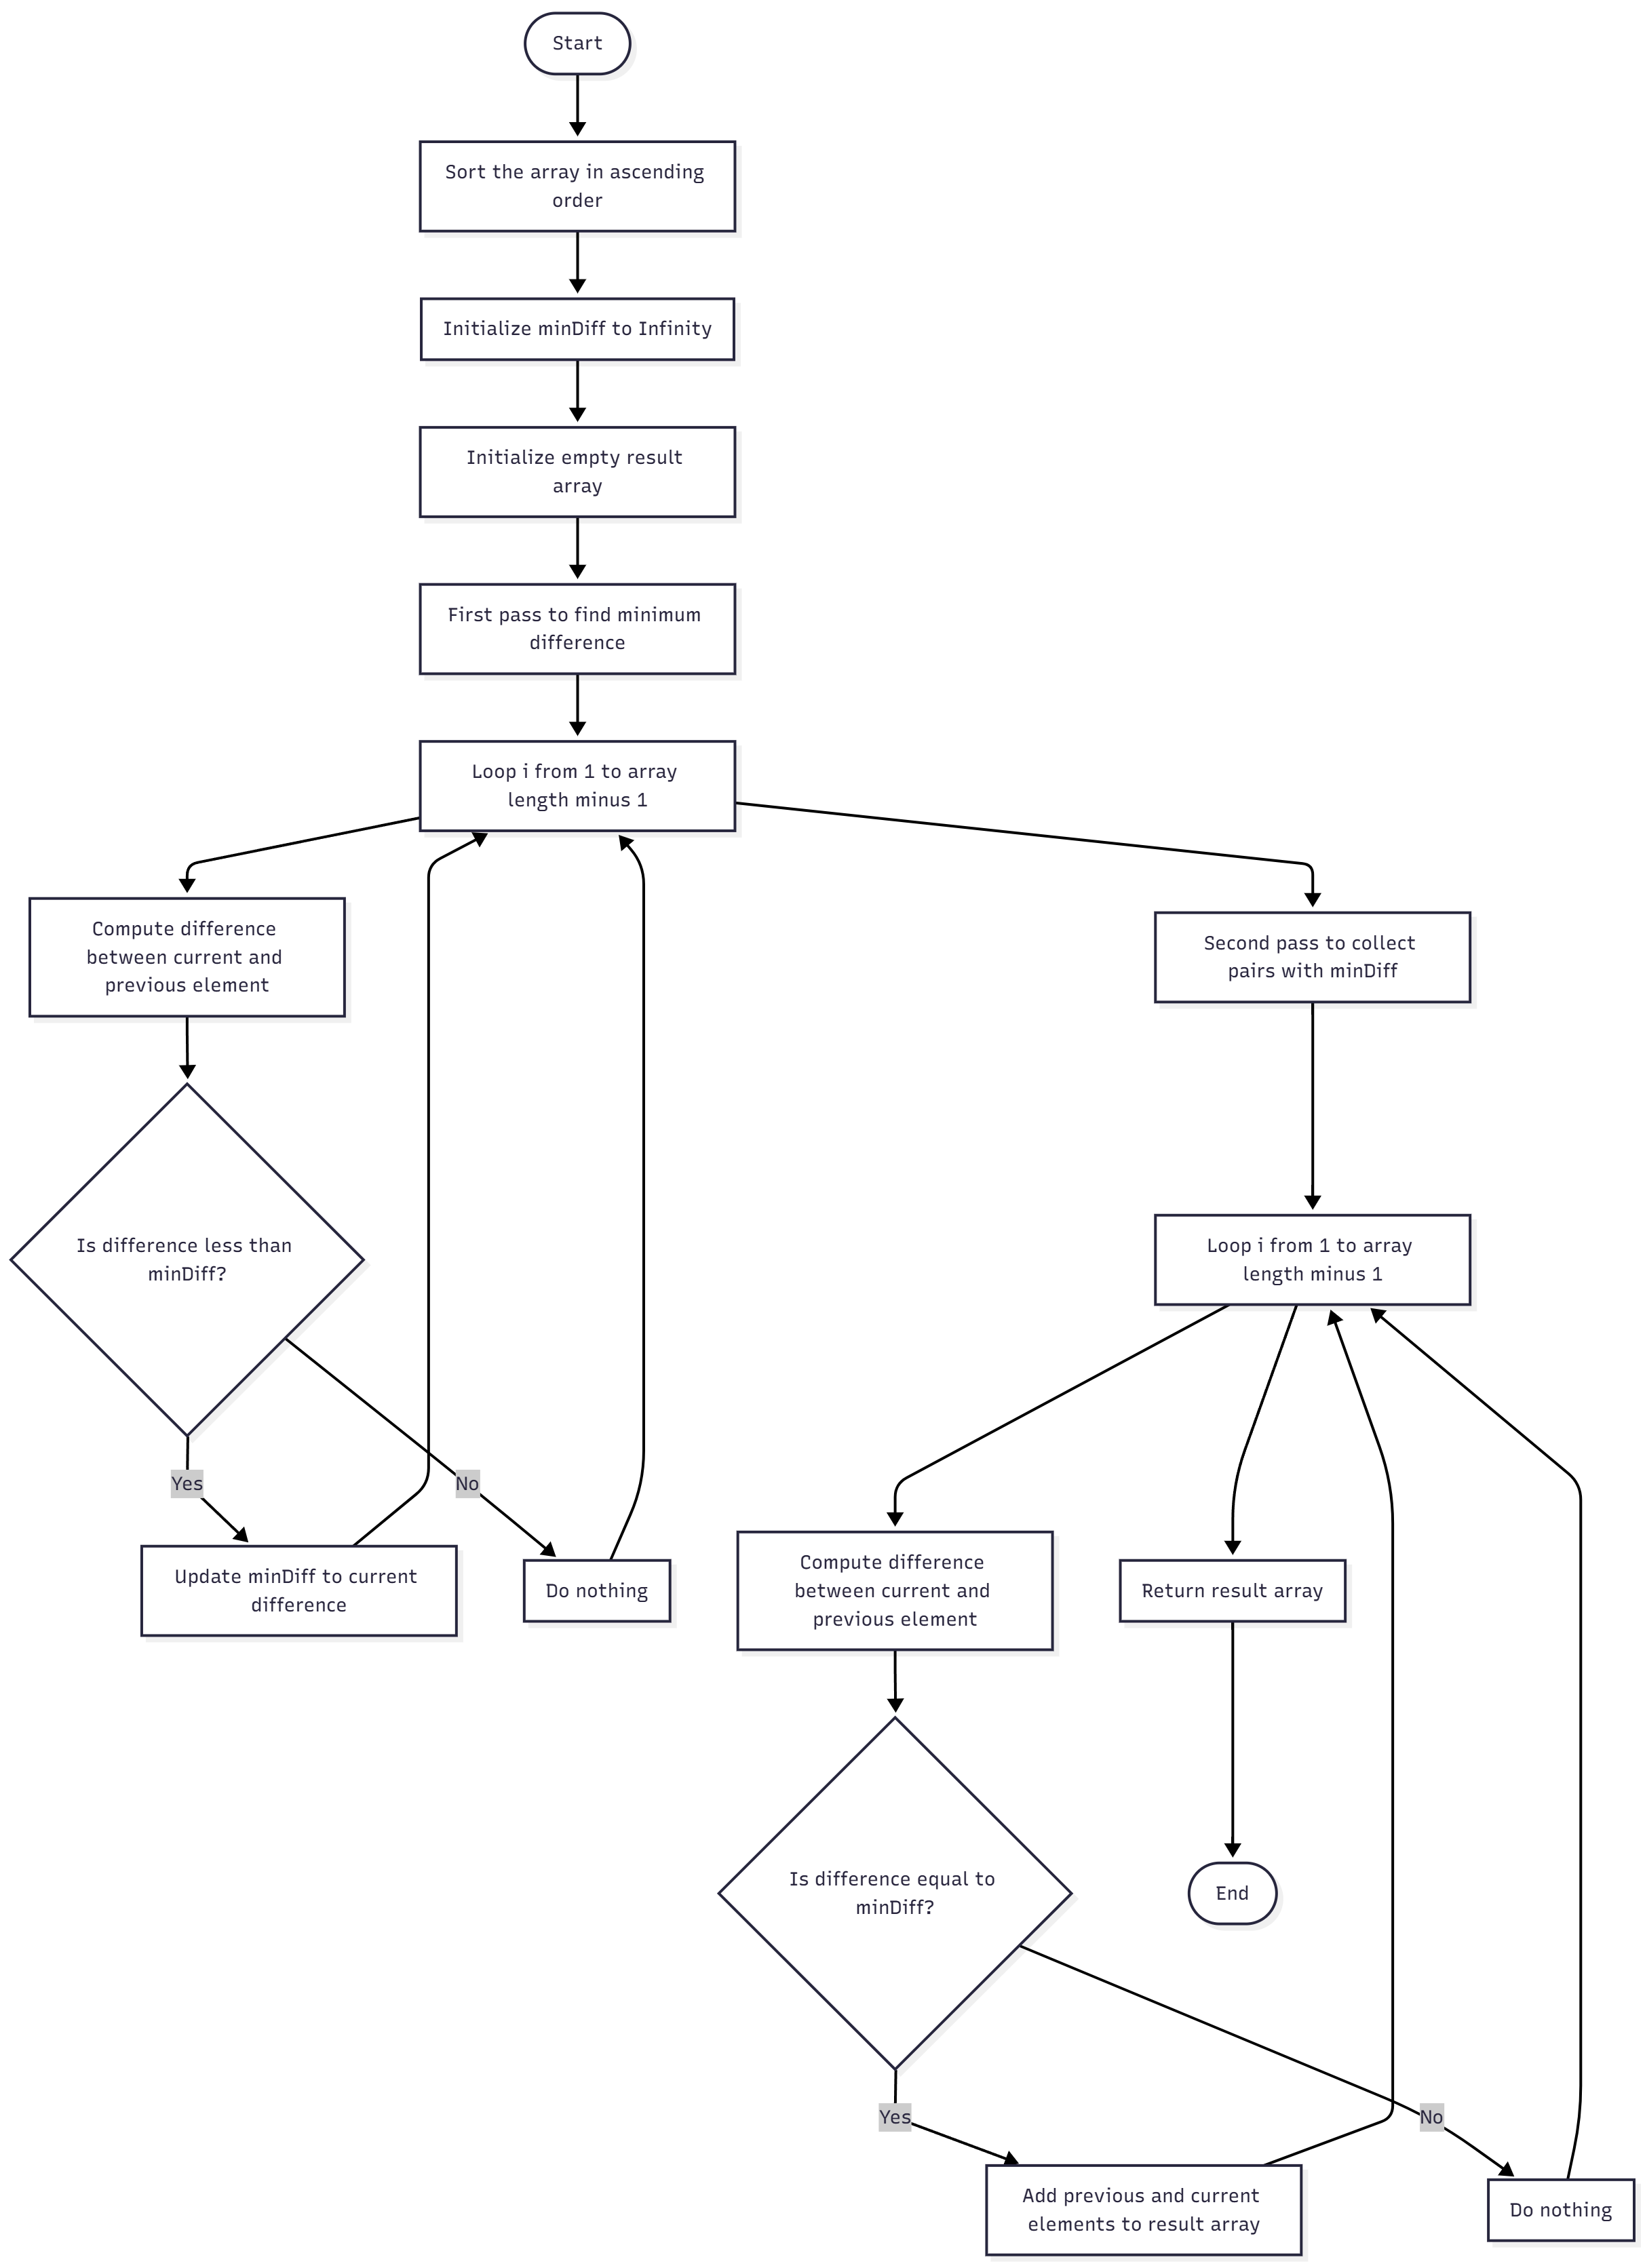 Start
Sort the array in ascending
order
Initialize minDiff to Infinity
Initialize empty result
array
First pass to find minimum
difference
Loop i from 1 to array
length minus 1
Compute difference
between current and
previous element
Is difference less than
minDiff?
Yes
No
Update minDiff to current
difference
Do nothing
Second pass to collect
pairs with minDiff
Loop i from 1 to array
length minus 1
Compute difference
between current and
previous element
Return result array
End
Is difference equal to
minDiff?
Yes
No
Add previous and current
elements to result array
Do nothing